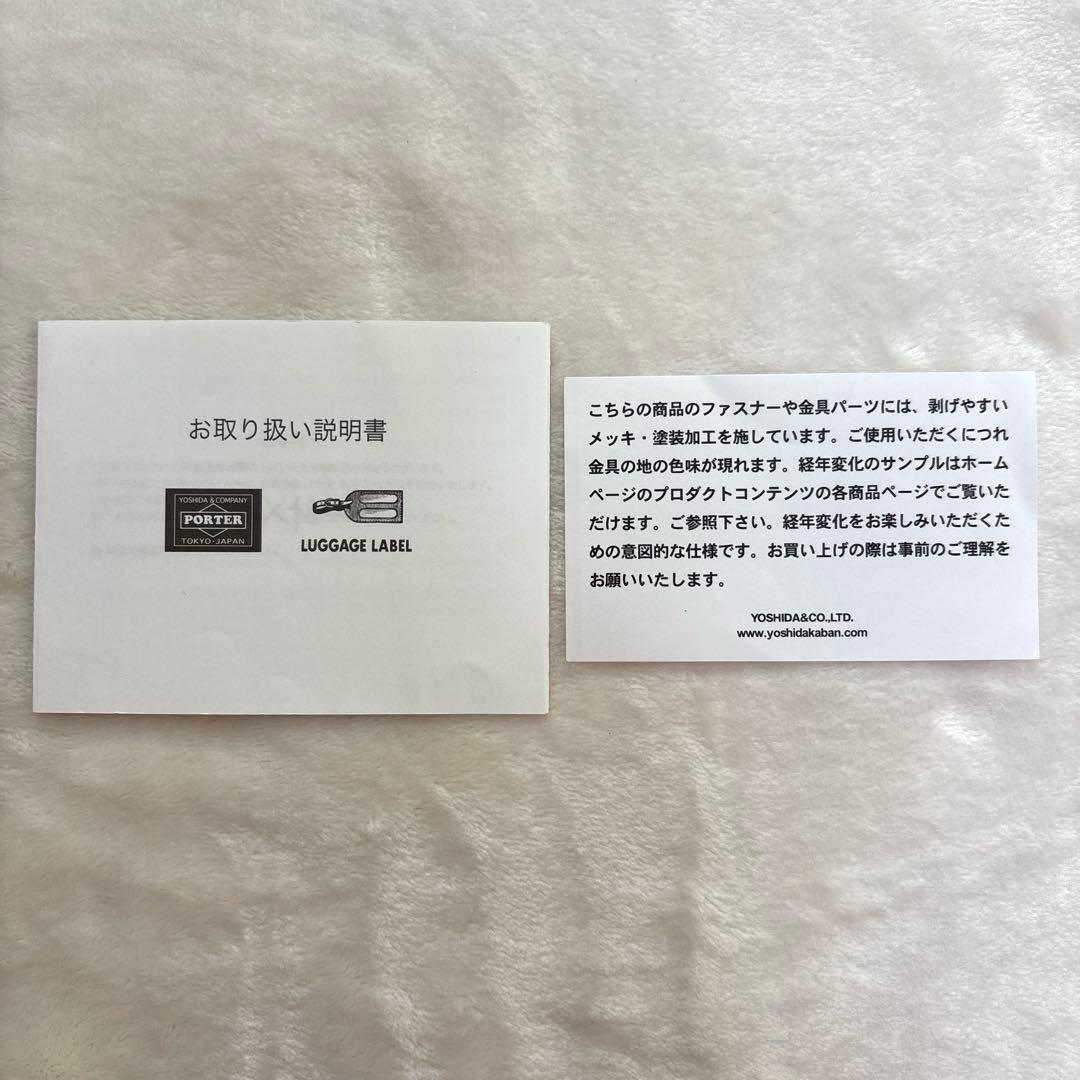 お取り扱い説明書
YOSHIDA & COMPANY
PORTER
TOKYO・JAPAN
LUGGAGE LABEL
こちらの商品のファスナーや金具パーツには、剥げやすい
メッキ・塗装加工を施しています。ご使用いただくにつれ
金具の地の色味が現れます。経年変化のサンプルはホーム
ページのプロダクトコンテンツの各商品ページでご覧いた
だけます。ご参照下さい。経年変化をお楽しみいただくた
めの意図的な仕様です。お買い上げの際は事前のご理解を
お願いいたします。
YOSHIDA&CO.,LTD.
www.yoshidakaban.com